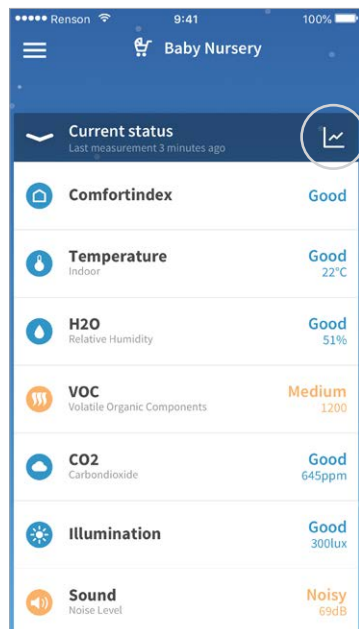 Renson 9:41 100%
Baby Nursery
Current status
Last measurement 3 minutes ago
Comfortindex Good
Temperature Good
Indoor 22°C
H2O Good
Relative Humidity 51%
VOC Medium
Volatile Organic Components 1200
CO2 Good
Carbondioxide 645ppm
Illumination Good
300lux
Sound Noisy
Noise Level 69dB